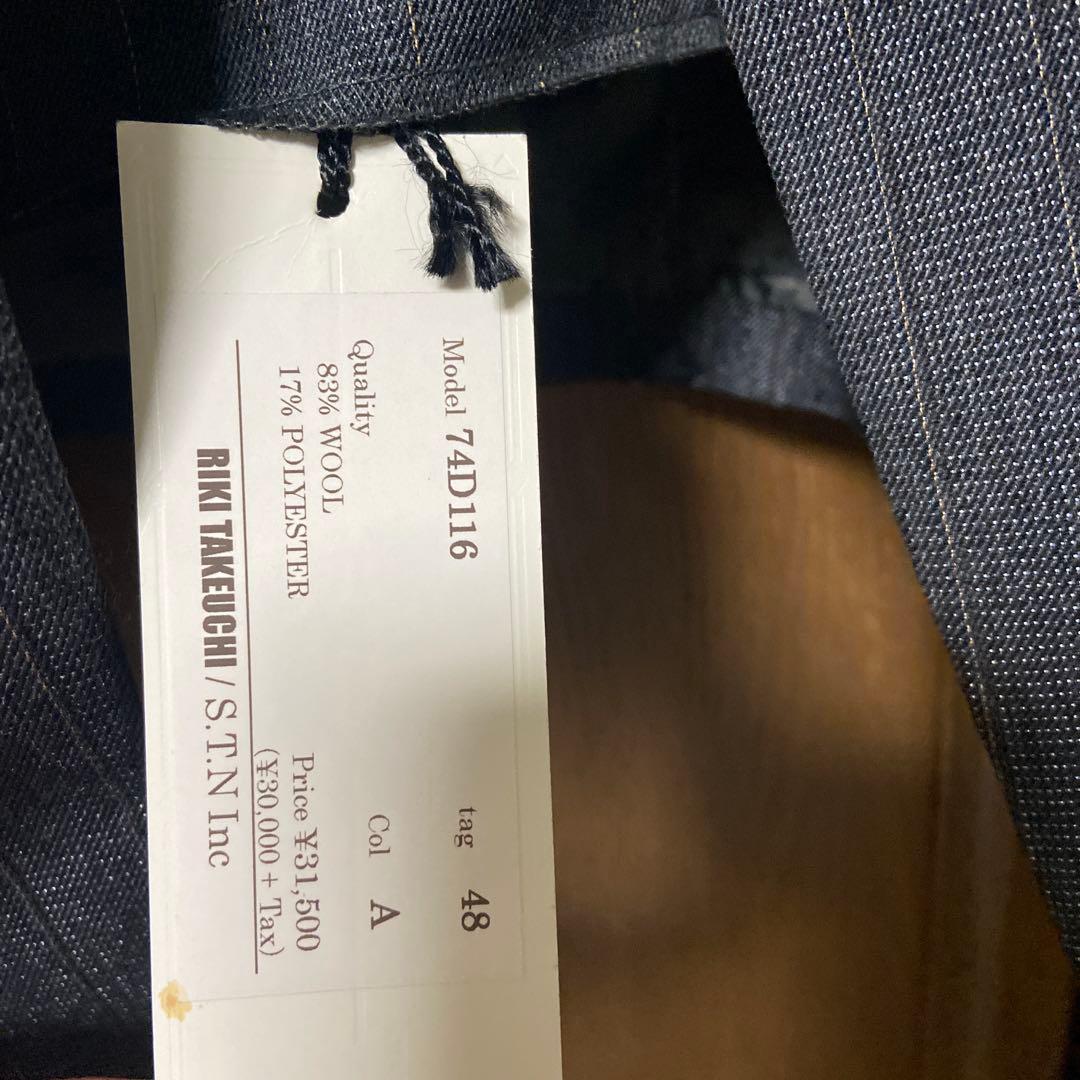 Model 74D116 tag 48
Quality Col A
83% WOOL
17% POLYESTER Price ¥31,500
(¥30,000 + Tax)
RIKI TAKEUCHI / S.T.N Inc